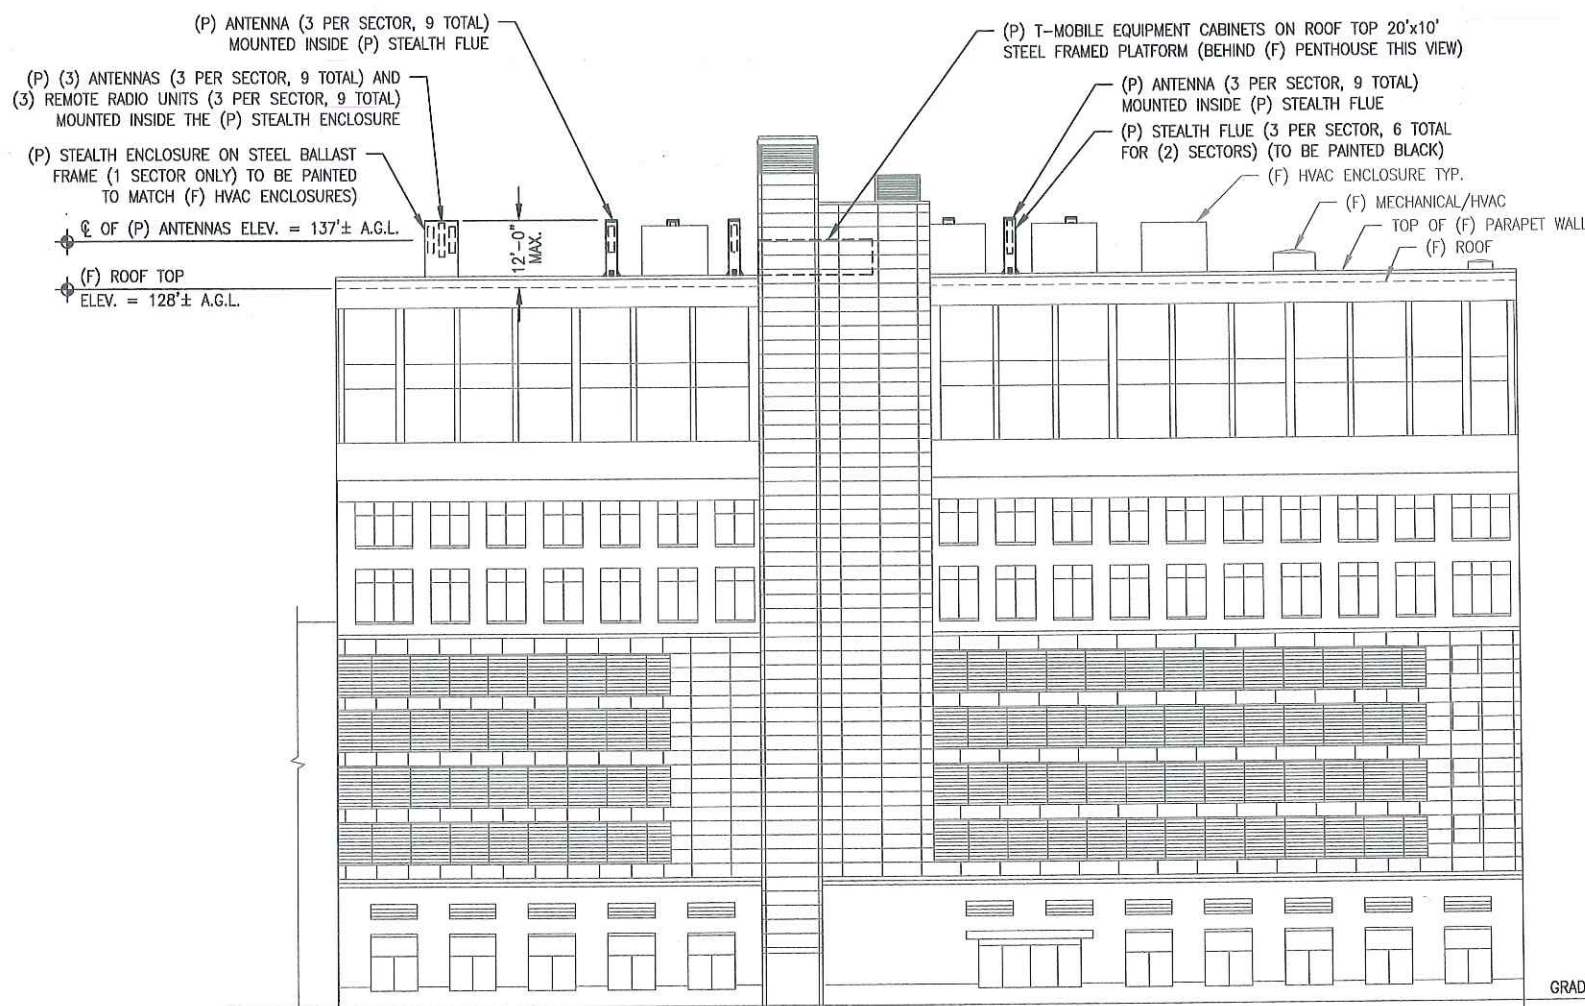 (P) ANTENNA (3 PER SECTOR, 9 TOTAL)
MOUNTED INSIDE (P) STEALTH FLUE
(P) (3) ANTENNAS (3 PER SECTOR, 9 TOTAL) AND
(3) REMOTE RADIO UNITS (3 PER SECTOR, 9 TOTAL)
MOUNTED INSIDE THE (P) STEALTH ENCLOSURE
(P) STEALTH ENCLOSURE ON STEEL BALLAST
FRAME (1 SECTOR ONLY) TO BE PAINTED
TO MATCH (F) HVAC ENCLOSURES)
℄ OF (P) ANTENNAS ELEV. = 137'± A.G.L.
(F) ROOF TOP
ELEV. = 128'± A.G.L.
12'-0"
MAX.
(P) T-MOBILE EQUIPMENT CABINETS ON ROOF TOP 20'x10'
STEEL FRAMED PLATFORM (BEHIND (F) PENTHOUSE THIS VIEW)
(P) ANTENNA (3 PER SECTOR, 9 TOTAL)
MOUNTED INSIDE (P) STEALTH FLUE
(P) STEALTH FLUE (3 PER SECTOR, 6 TOTAL
FOR (2) SECTORS) (TO BE PAINTED BLACK)
(F) HVAC ENCLOSURE TYP.
(F) MECHANICAL/HVAC
TOP OF (F) PARAPET WALL
(F) ROOF
GRAD